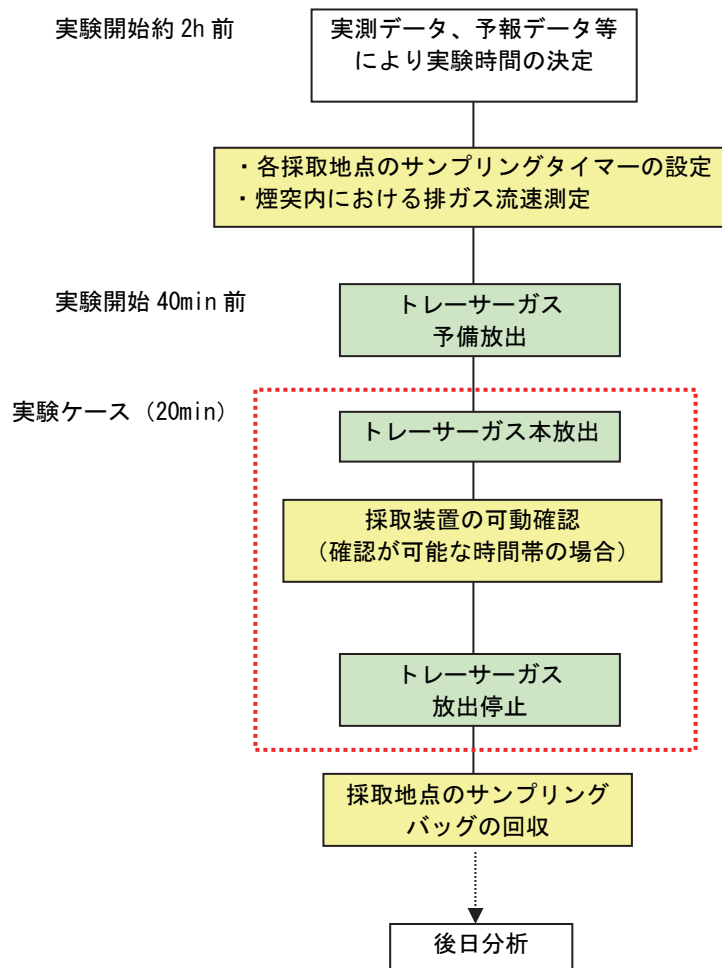 実験開始約 2h 前
実測データ、予報データ等
により実験時間の決定
・各採取地点のサンプリングタイマーの設定
・煙突内における排ガス流速測定
実験開始 40min 前
トレーサーガス
予備放出
実験ケース（20min）
トレーサーガス本放出
採取装置の可動確認
（確認が可能な時間帯の場合）
トレーサーガス
放出停止
採取地点のサンプリング
バッグの回収
後日分析